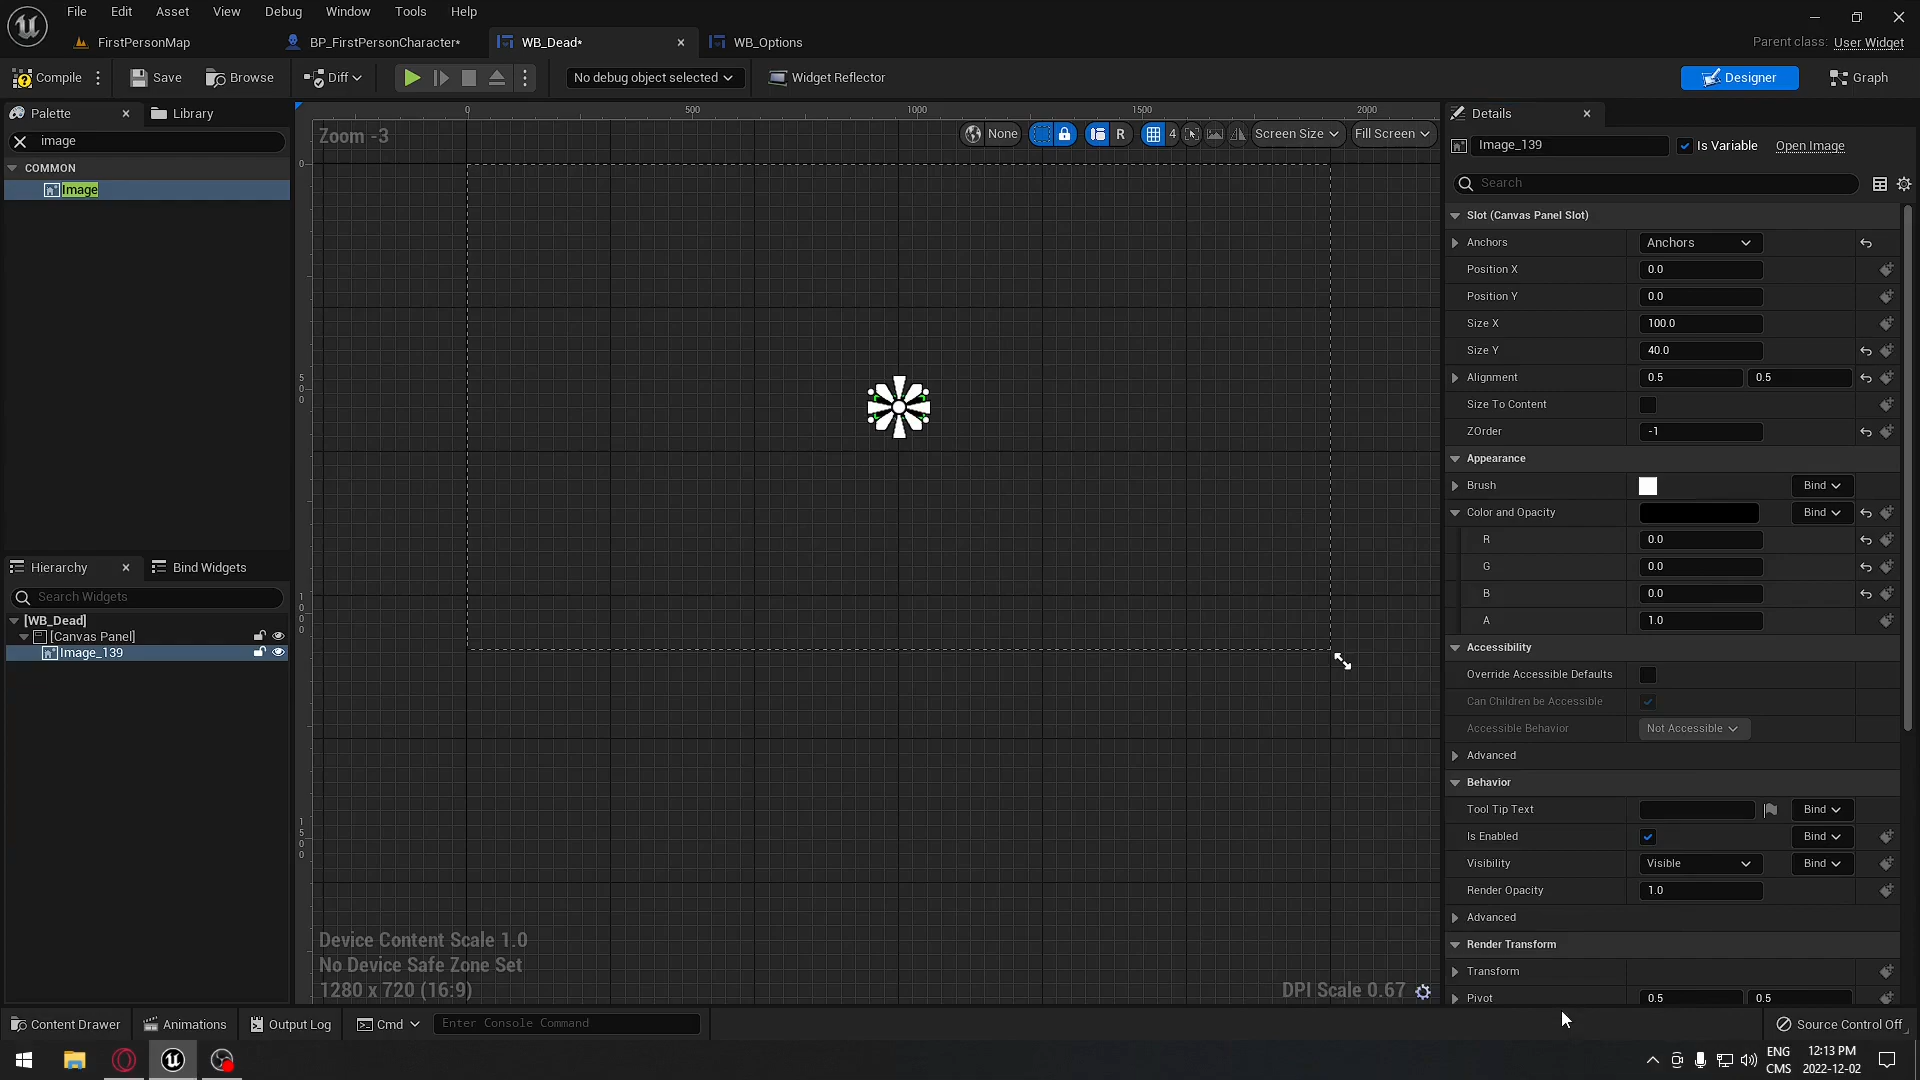 File Edit Asset View Debug Window Tools Help
FirstPersonMap BP_FirstPersonCharacter* WB_Dead* WB_Options
Parent class: User Widget
Compile Save Browse Diff No debug object selected Widget Reflector Designer Graph
Palette Library
image
COMMON
Image
Hierarchy Bind Widgets
Search Widgets
[WB_Dead]
[Canvas Panel]
Image_139
0 500 1000 1500 2000
Zoom -3
None R 4 Screen Size Fill Screen
0
500
1000
1500
Device Content Scale 1.0
No Device Safe Zone Set
1280 x 720 (16:9)
DPI Scale 0.67
Details
Image_139 Is Variable Open Image
Search
Slot (Canvas Panel Slot)
Anchors Anchors
Position X 0.0
Position Y 0.0
Size X 100.0
Size Y 40.0
Alignment 0.5 0.5
Size To Content
ZOrder -1
Appearance
Brush Bind
Color and Opacity Bind
R 0.0
G 0.0
B 0.0
A 1.0
Accessibility
Override Accessible Defaults
Can Children be Accessible
Accessible Behavior Not Accessible
Advanced
Behavior
Tool Tip Text Bind
Is Enabled Bind
Visibility Visible Bind
Render Opacity 1.0
Advanced
Render Transform
Transform
Pivot 0.5 0.5
Content Drawer Animations Output Log Cmd Enter Console Command Source Control Off
ENG 12:13 PM
CMS 2022-12-02